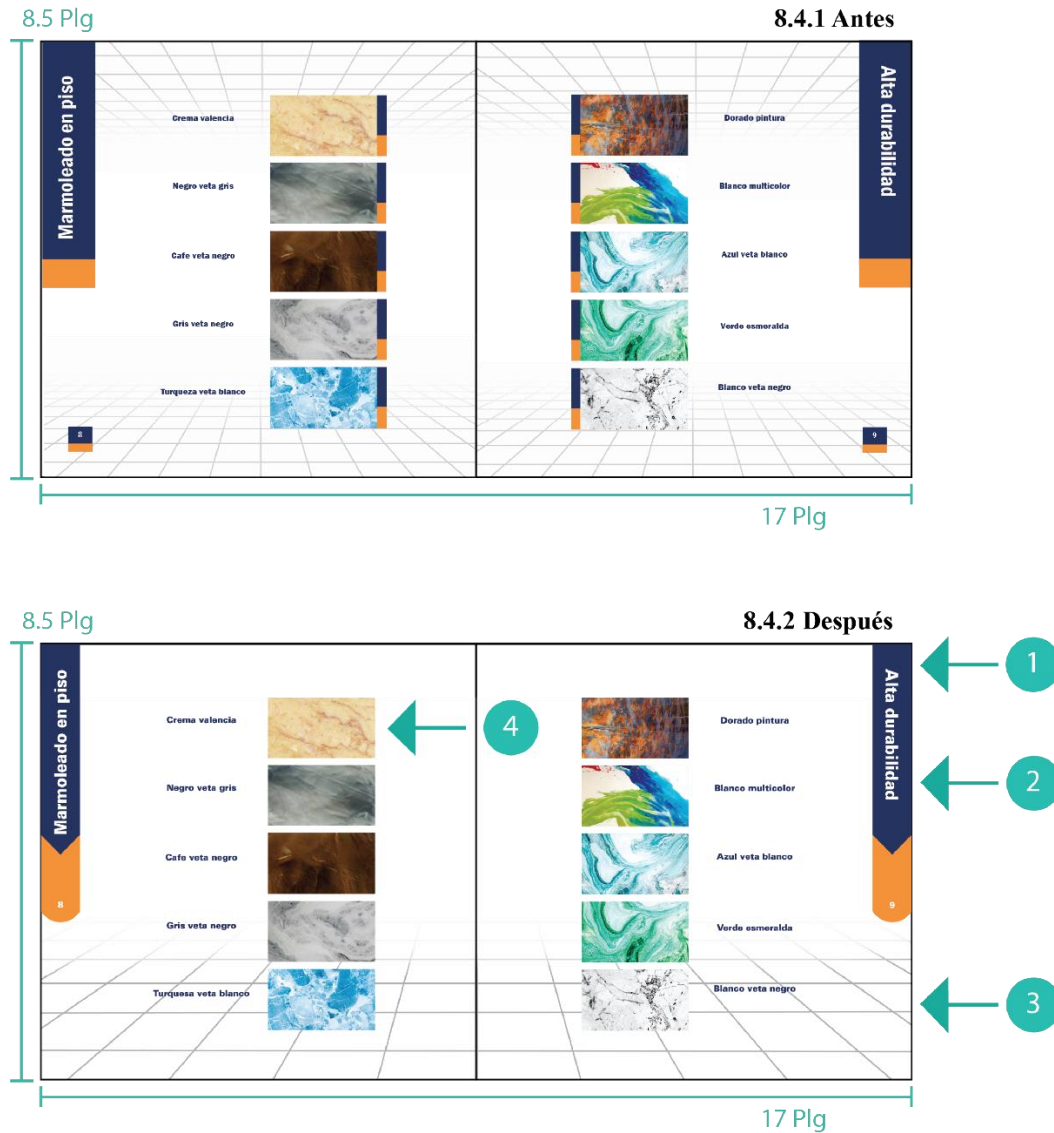 8.5 Plg
8.4.1 Antes
Marmoleado en piso
Alta durabilidad
Crema valencia
Dorado pintura
Negro veta gris
Blanco multicolor
Cafe veta negro
Azul veta blanco
Gris veta negro
Verde esmeralda
Turqueza veta blanco
Blanco veta negro
8
9
17 Plg
8.5 Plg
8.4.2 Después
Marmoleado en piso
Alta durabilidad
1
Crema valencia
4
Dorado pintura
Negro veta gris
Blanco multicolor
2
Cafe veta negro
Azul veta blanco
8
9
Gris veta negro
Verde esmeralda
Turquesa veta blanco
Blanco veta negro
3
17 Plg